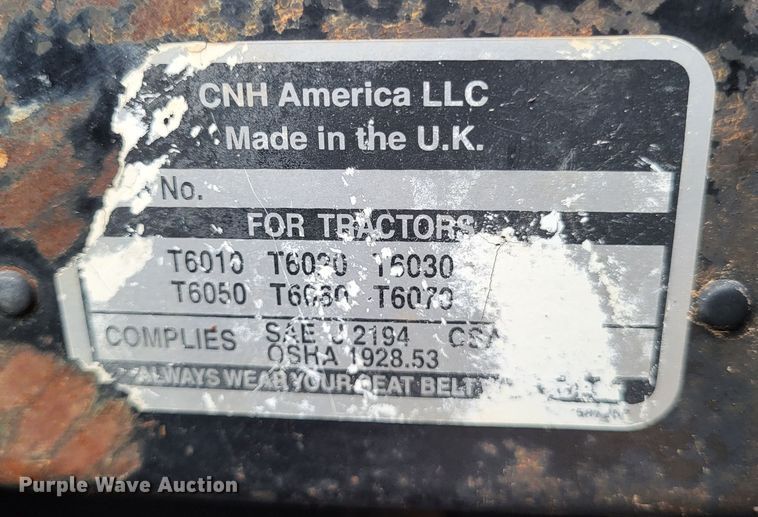 CNH America LLC
Made in the U.K.
No.
FOR TRACTORS
T6010 T6020 T6030
T6050 T6060 T6070
COMPLIES SAE J 2194 CSA
OSHA 1928.53
ALWAYS WEAR YOUR SEAT BELT
Purple Wave Auction